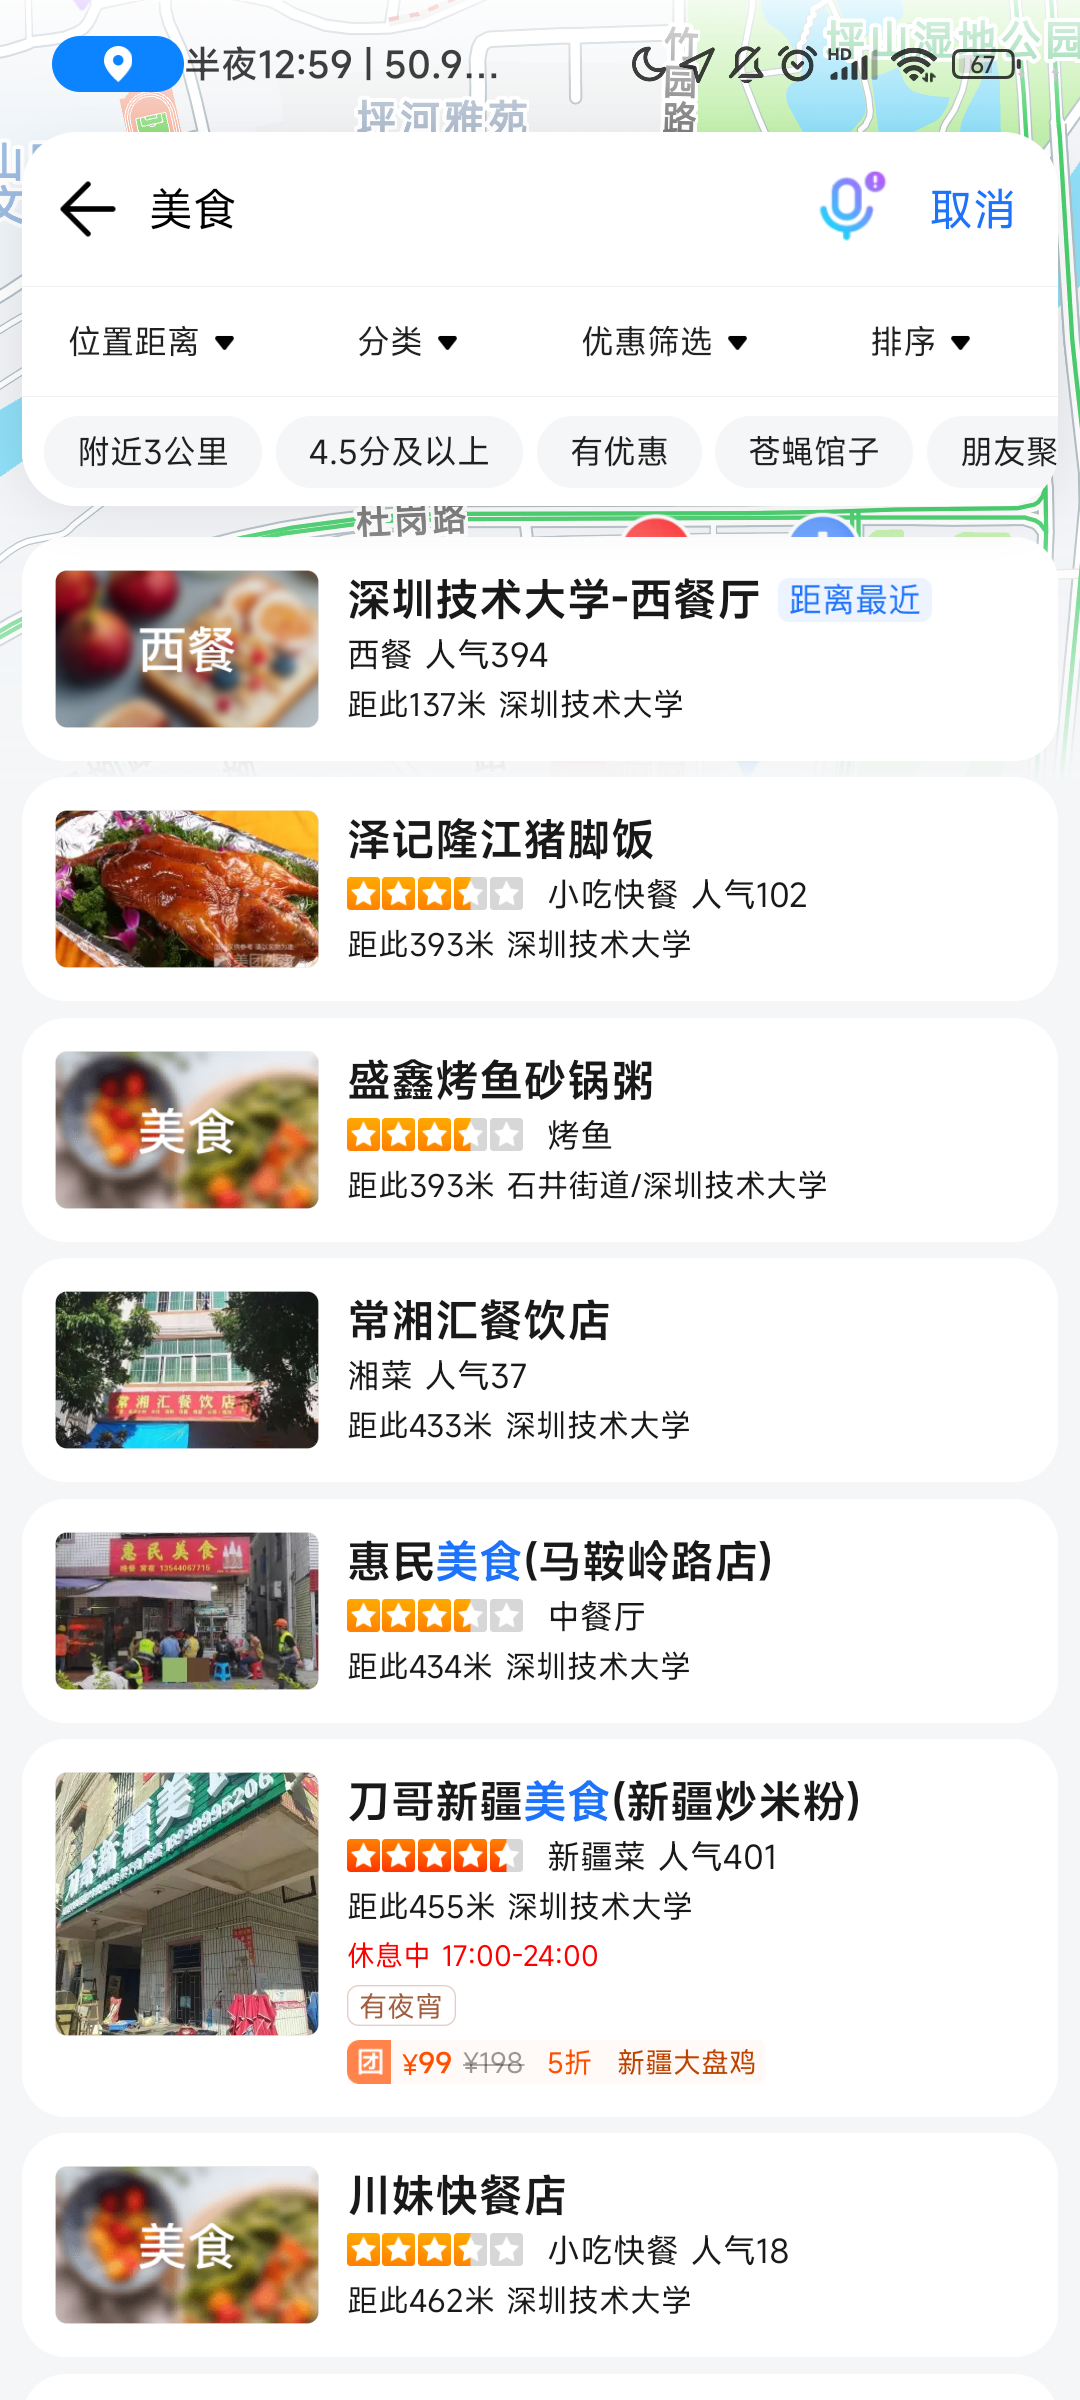 半夜12:59 | 50.9...
HD
67
坪山湿地公园
竹园路
坪河雅苑
山
文
美食
取消
位置距离
分类
优惠筛选
排序
附近3公里
4.5分及以上
有优惠
苍蝇馆子
朋友聚
杜岗路
西餐
深圳技术大学-西餐厅
距离最近
西餐 人气394
距此137米 深圳技术大学
泽记隆江猪脚饭
小吃快餐 人气102
距此393米 深圳技术大学
美食
盛鑫烤鱼砂锅粥
烤鱼
距此393米 石井街道/深圳技术大学
常湘汇餐饮店
常湘汇餐饮店
湘菜 人气37
距此433米 深圳技术大学
惠民美食
13544067715
惠民美食(马鞍岭路店)
中餐厅
距此434米 深圳技术大学
刀哥新疆美食(新疆炒米粉)
新疆菜 人气401
距此455米 深圳技术大学
休息中 17:00-24:00
有夜宵
团 ¥99 ¥198 5折 新疆大盘鸡
美食
川妹快餐店
小吃快餐 人气18
距此462米 深圳技术大学